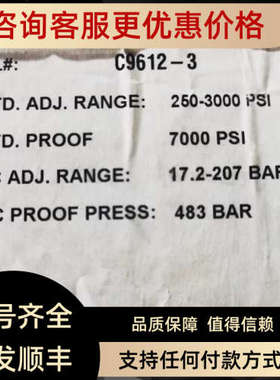 咨询客服更优惠价格
L#: C9612-3
TD. ADJ. RANGE: 250-3000 PSI
TD. PROOF 7000 PSI
C ADJ. RANGE: 17.2-207 BAR
C PROOF PRESS: 483 BAR
号齐全
发顺丰
品质保障 值得信赖
支持任何付款方式